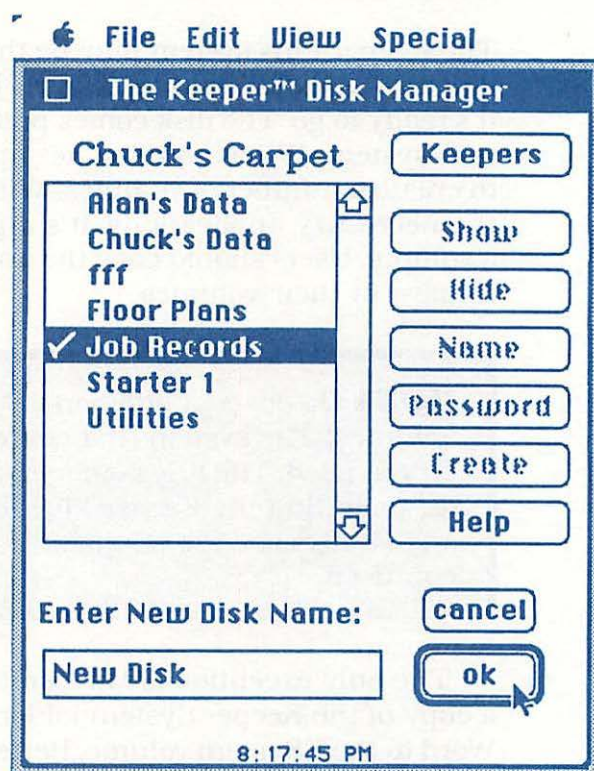 File Edit View Special
The Keeper™ Disk Manager
Chuck's Carpet
Keepers
Alan's Data
Chuck's Data
fff
Floor Plans
✓ Job Records
Starter 1
Utilities
Show
Hide
Name
Password
Create
Help
Enter New Disk Name:
cancel
New Disk
ok
8:17:45 PM